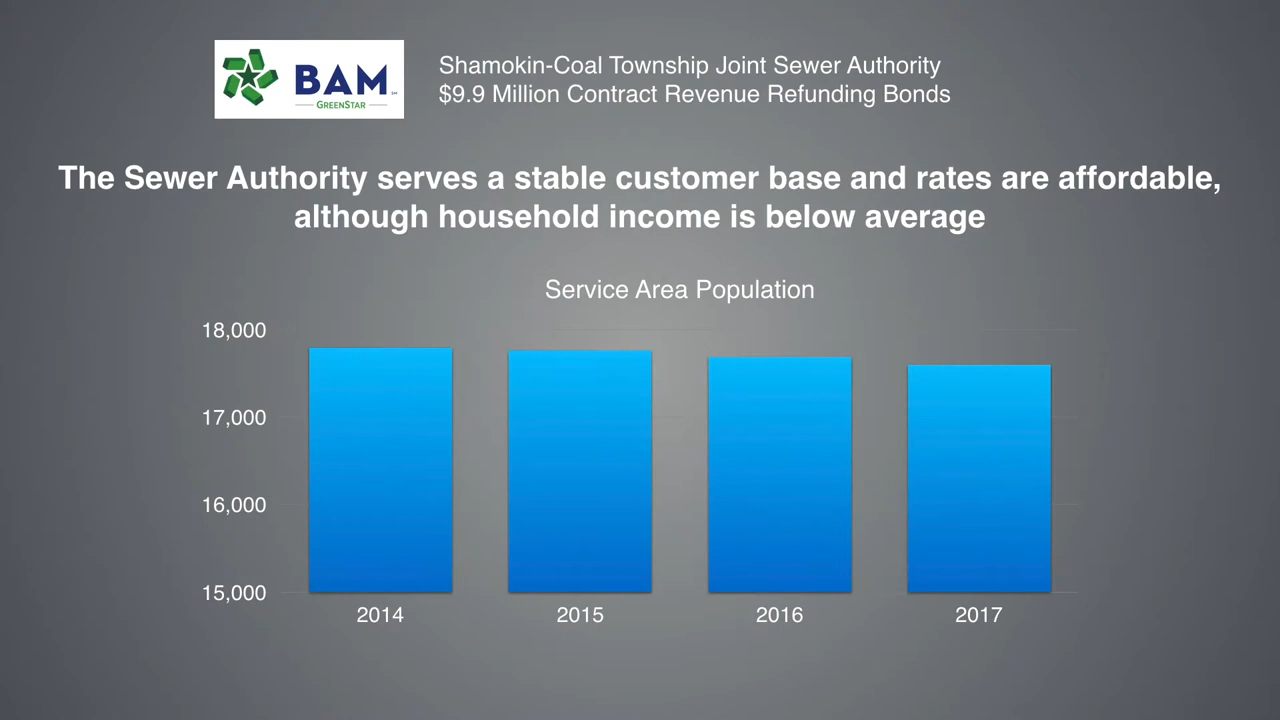 BAM
GREENSTAR
Shamokin-Coal Township Joint Sewer Authority
$9.9 Million Contract Revenue Refunding Bonds
The Sewer Authority serves a stable customer base and rates are affordable,
although household income is below average
Service Area Population
18,000
17,000
16,000
15,000
2014 2015 2016 2017